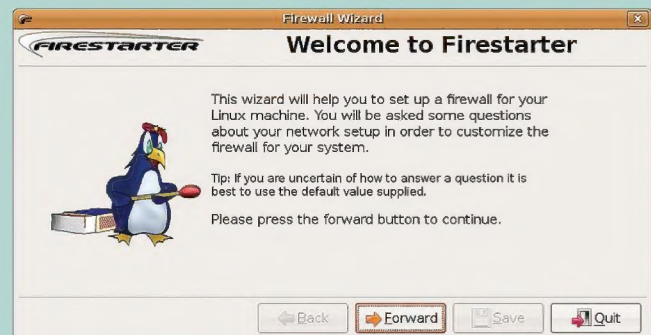 Firewall Wizard
FIRESTARTER
Welcome to Firestarter
This wizard will help you to set up a firewall for your
Linux machine. You will be asked some questions
about your network setup in order to customize the
firewall for your system.
Tip: If you are uncertain of how to answer a question it is
best to use the default value supplied.
Please press the forward button to continue.
Back Forward Save Quit